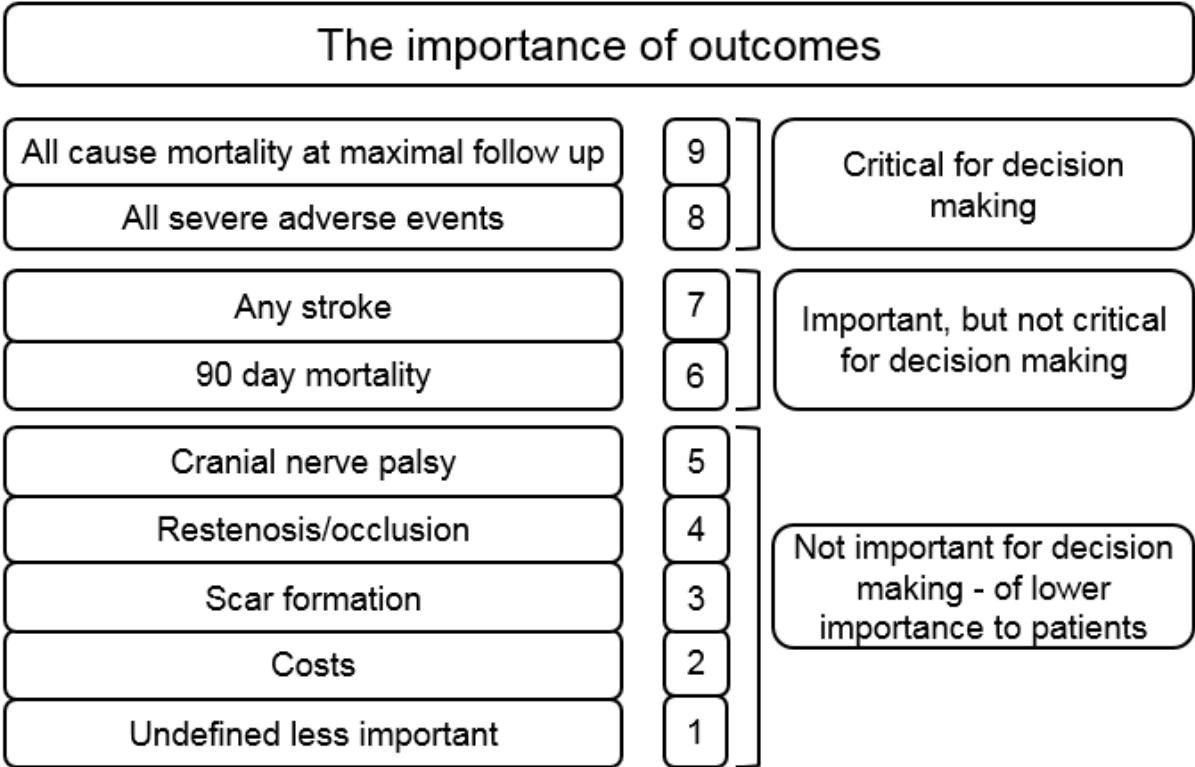 The importance of outcomes
All cause mortality at maximal follow up
9
All severe adverse events
8
Critical for decision
making
Any stroke
7
90 day mortality
6
Important, but not critical
for decision making
Cranial nerve palsy
5
Restenosis/occlusion
4
Scar formation
3
Costs
2
Undefined less important
1
Not important for decision
making - of lower
importance to patients